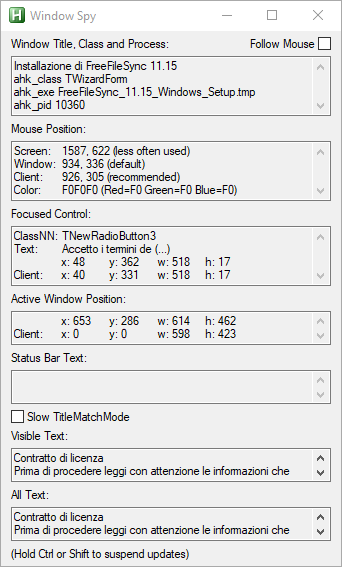 H Window Spy
Window Title, Class and Process: Follow Mouse
Installazione di FreeFileSync 11.15
ahk_class TWizardForm
ahk_exe FreeFileSync_11.15_Windows_Setup.tmp
ahk_pid 10360
Mouse Position:
Screen: 1587, 622 (less often used)
Window: 934, 336 (default)
Client: 926, 305 (recommended)
Color: F0F0F0 (Red=F0 Green=F0 Blue=F0)
Focused Control:
ClassNN: TNewRadioButton3
Text: Accetto i termini de (...)
x: 48 y: 362 w: 518 h: 17
Client: x: 40 y: 331 w: 518 h: 17
Active Window Position:
x: 653 y: 286 w: 614 h: 462
Client: x: 0 y: 0 w: 598 h: 423
Status Bar Text:
Slow TitleMatchMode
Visible Text:
Contratto di licenza
Prima di procedere leggi con attenzione le informazioni che
All Text:
Contratto di licenza
Prima di procedere leggi con attenzione le informazioni che
(Hold Ctrl or Shift to suspend updates)